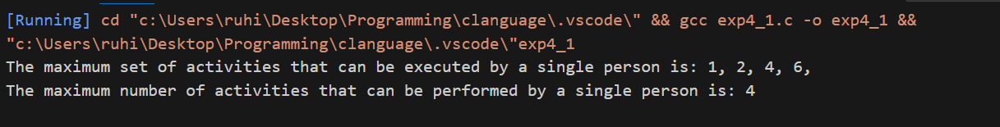 [Running] cd "c:\Users\ruhi\Desktop\Programming\clanguage\.vscode\" && gcc exp4_1.c -o exp4_1 &&
"c:\Users\ruhi\Desktop\Programming\clanguage\.vscode\"exp4_1
The maximum set of activities that can be executed by a single person is: 1, 2, 4, 6,
The maximum number of activities that can be performed by a single person is: 4